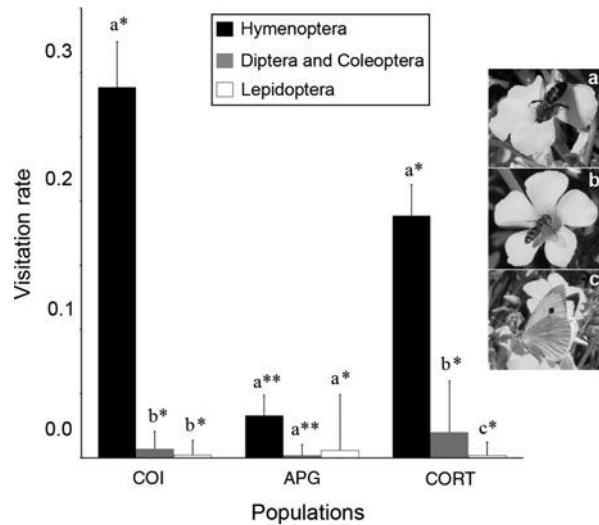 0.3
0.2
0.1
0.0
Visitation rate
Hymenoptera
Diptera and Coleoptera
Lepidoptera
a*
b*
b*
a**
a**
a*
a*
b*
c*
COI
APG
CORT
Populations
a
b
c